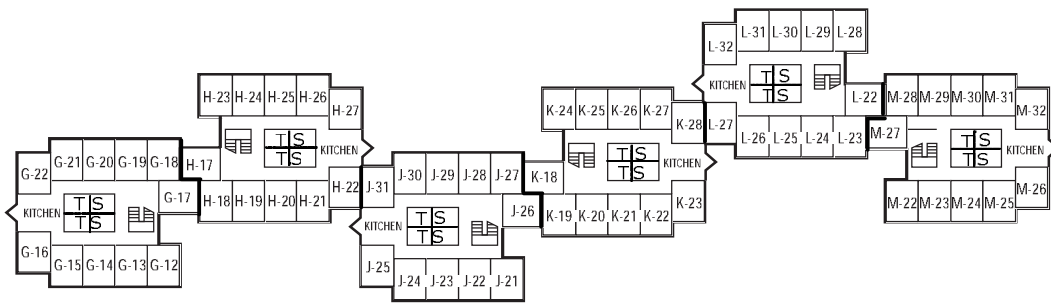 G-21 G-20 G-19 G-18
G-22
G-17
KITCHEN T S
T S
G-16
G-15 G-14 G-13 G-12
H-23 H-24 H-25 H-26
H-27
T S
T S KITCHEN
H-17
H-22
H-18 H-19 H-20 H-21
J-30 J-29 J-28 J-27
J-31
J-26
KITCHEN T S
T S
J-25
J-24 J-23 J-22 J-21
K-24 K-25 K-26 K-27
K-28
T S
T S KITCHEN
K-18
K-23
K-19 K-20 K-21 K-22
L-31 L-30 L-29 L-28
L-32
KITCHEN T S
T S
L-22
L-27
L-26 L-25 L-24 L-23
M-28 M-29 M-30 M-31
M-32
M-27
T S
T S KITCHEN
M-26
M-22 M-23 M-24 M-25